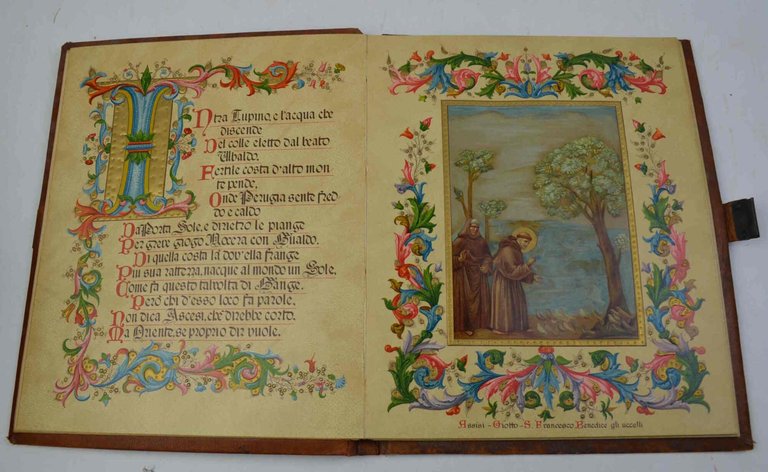 Intra Tupino, e l'acqua che
discende
Del colle eletto dal beato
Ubaldo,
Fertile costa d'alto mon
te pende,
Onde Perugia sente fred
do e caldo
Da Porta Sole, e dirietro le piange
Per greve giogo Nocera con Gualdo.
Di quella costa là dov'ella frange
Più sua rattezza, nacque al mondo un Sole,
Come fa questo talvolta di Gange.
Però chi d'esso loco fa parole,
Non dica Ascesi, chè direbbe corto,
Ma Oriente, se proprio dir vuole.
Assisi - Giotto - S. Francesco Benedice gli uccelli